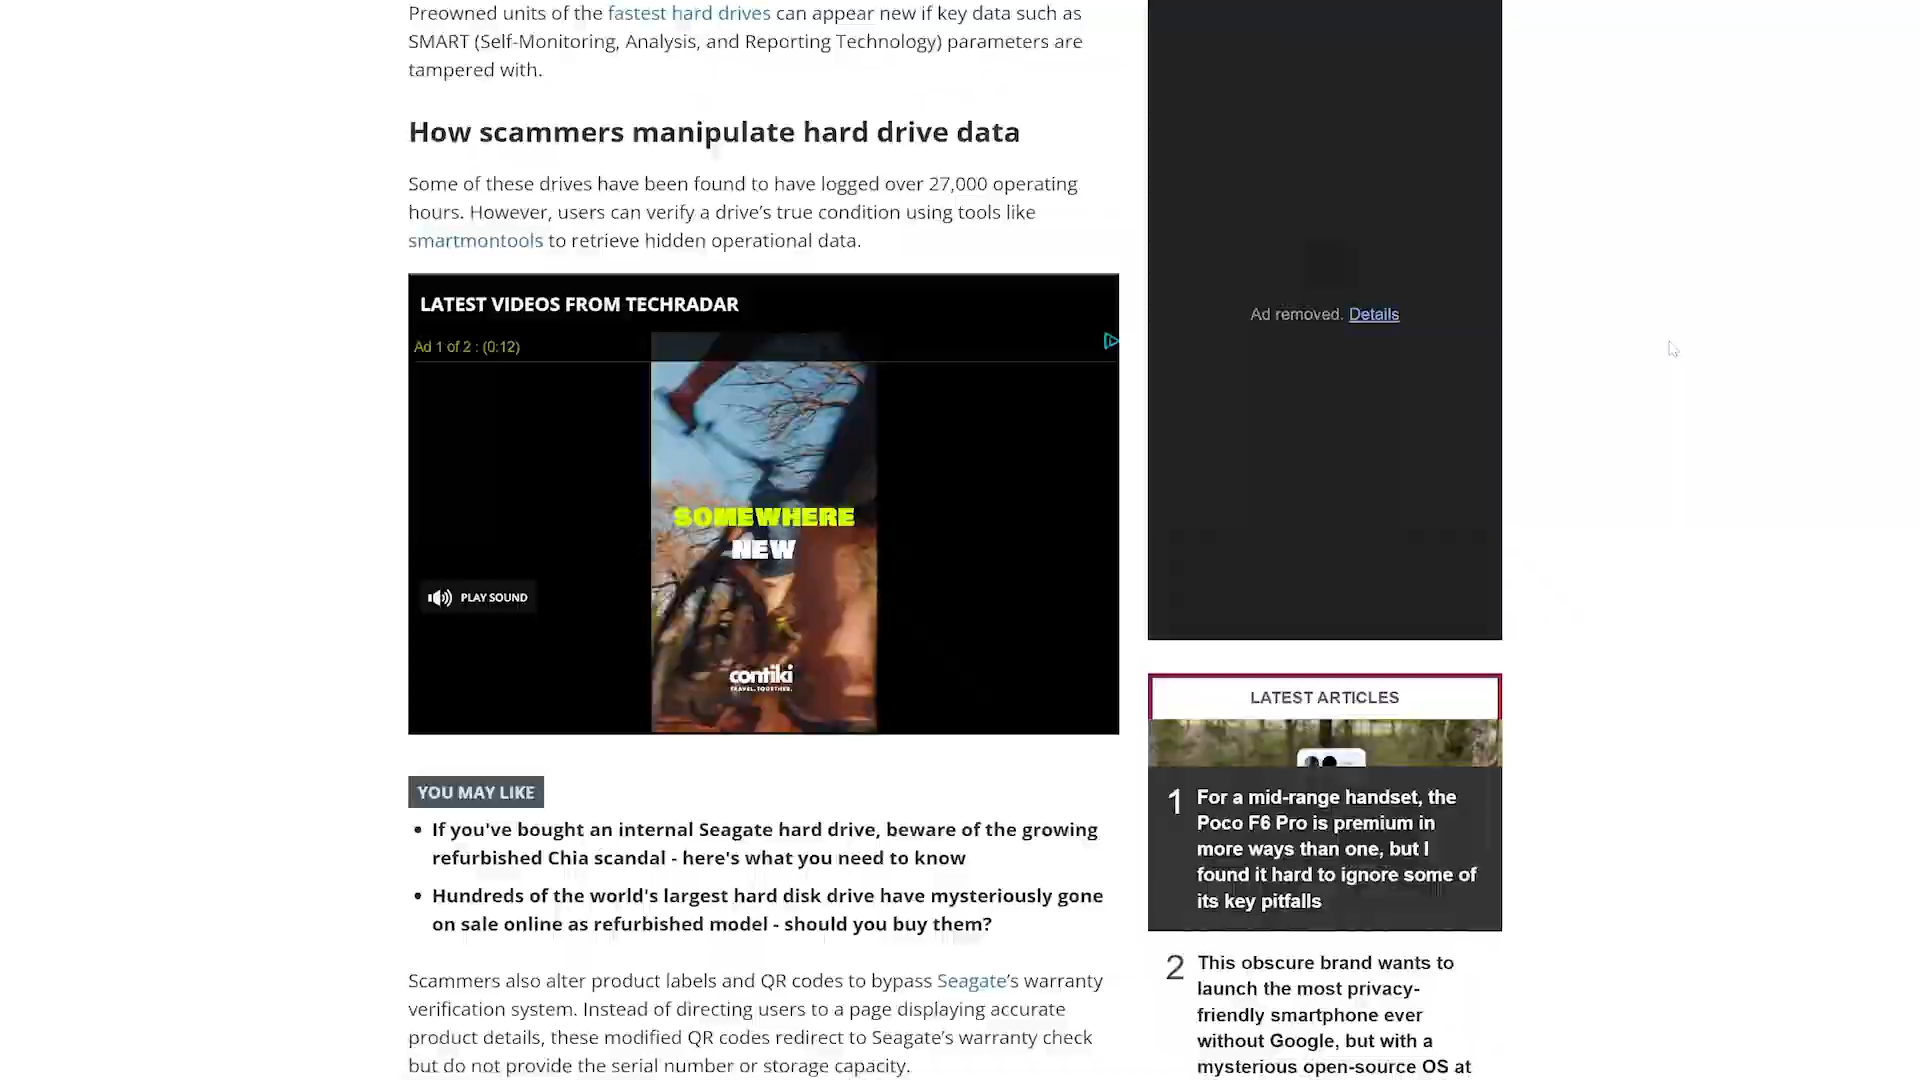 Preowned units of the fastest hard drives can appear new if key data such as
SMART (Self-Monitoring, Analysis, and Reporting Technology) parameters are
tampered with.
How scammers manipulate hard drive data
Some of these drives have been found to have logged over 27,000 operating
hours. However, users can verify a drive’s true condition using tools like
smartmontools to retrieve hidden operational data.
LATEST VIDEOS FROM TECHRADAR
Ad 1 of 2 : (0:12)
SOMEWHERE
NEW
PLAY SOUND
contiki
TRAVEL. TOGETHER.
YOU MAY LIKE
• If you've bought an internal Seagate hard drive, beware of the growing
refurbished Chia scandal - here's what you need to know
• Hundreds of the world's largest hard disk drive have mysteriously gone
on sale online as refurbished model - should you buy them?
Scammers also alter product labels and QR codes to bypass Seagate’s warranty
verification system. Instead of directing users to a page displaying accurate
product details, these modified QR codes redirect to Seagate’s warranty check
but do not provide the serial number or storage capacity.
Ad removed. Details
LATEST ARTICLES
1 For a mid-range handset, the
Poco F6 Pro is premium in
more ways than one, but I
found it hard to ignore some of
its key pitfalls
2 This obscure brand wants to
launch the most privacy-
friendly smartphone ever
without Google, but with a
mysterious open-source OS at